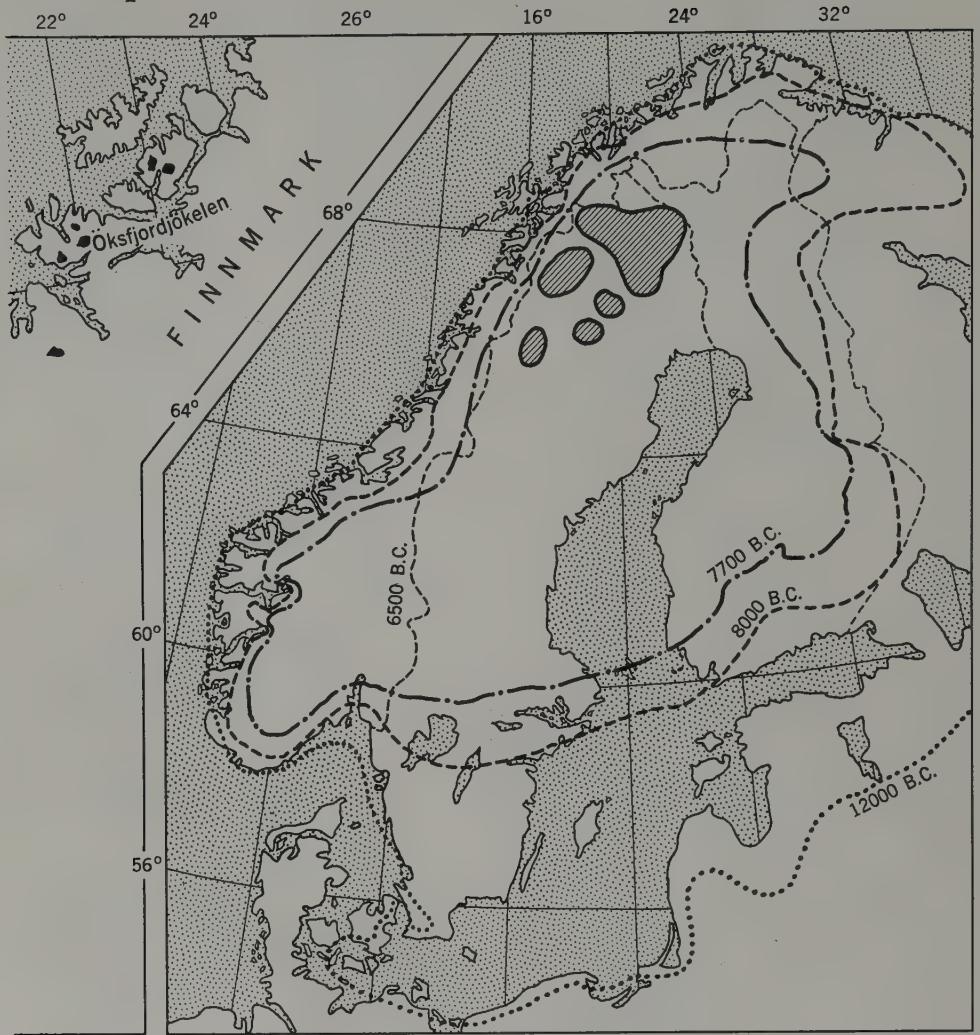 22° 24° 26° 16° 24° 32°
Öksfjordjökelen
FINNMARK
68°
64°
60°
56°
6500 B.C.
7700 B.C.
8000 B.C.
12000 B.C.